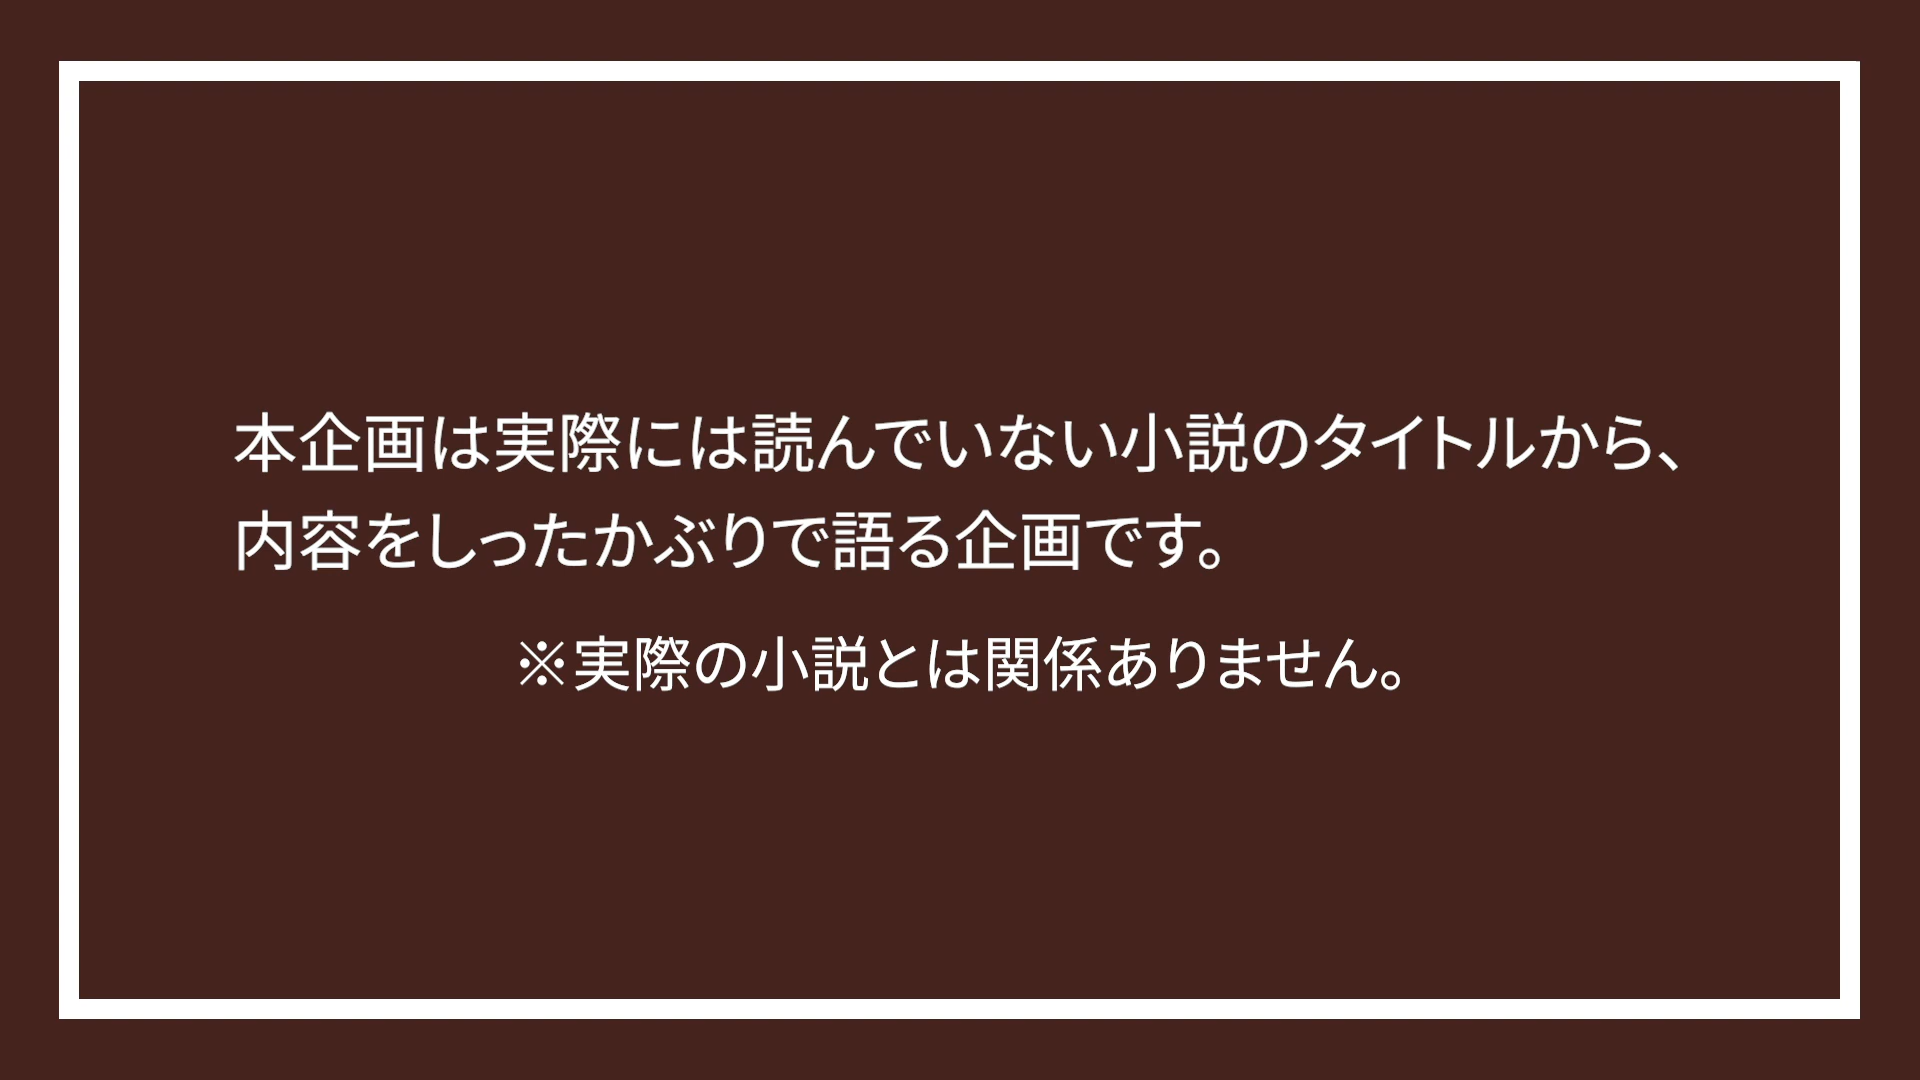 本企画は実際には読んでいない小説のタイトルから、
内容をしったかぶりで語る企画です。
※実際の小説とは関係ありません。